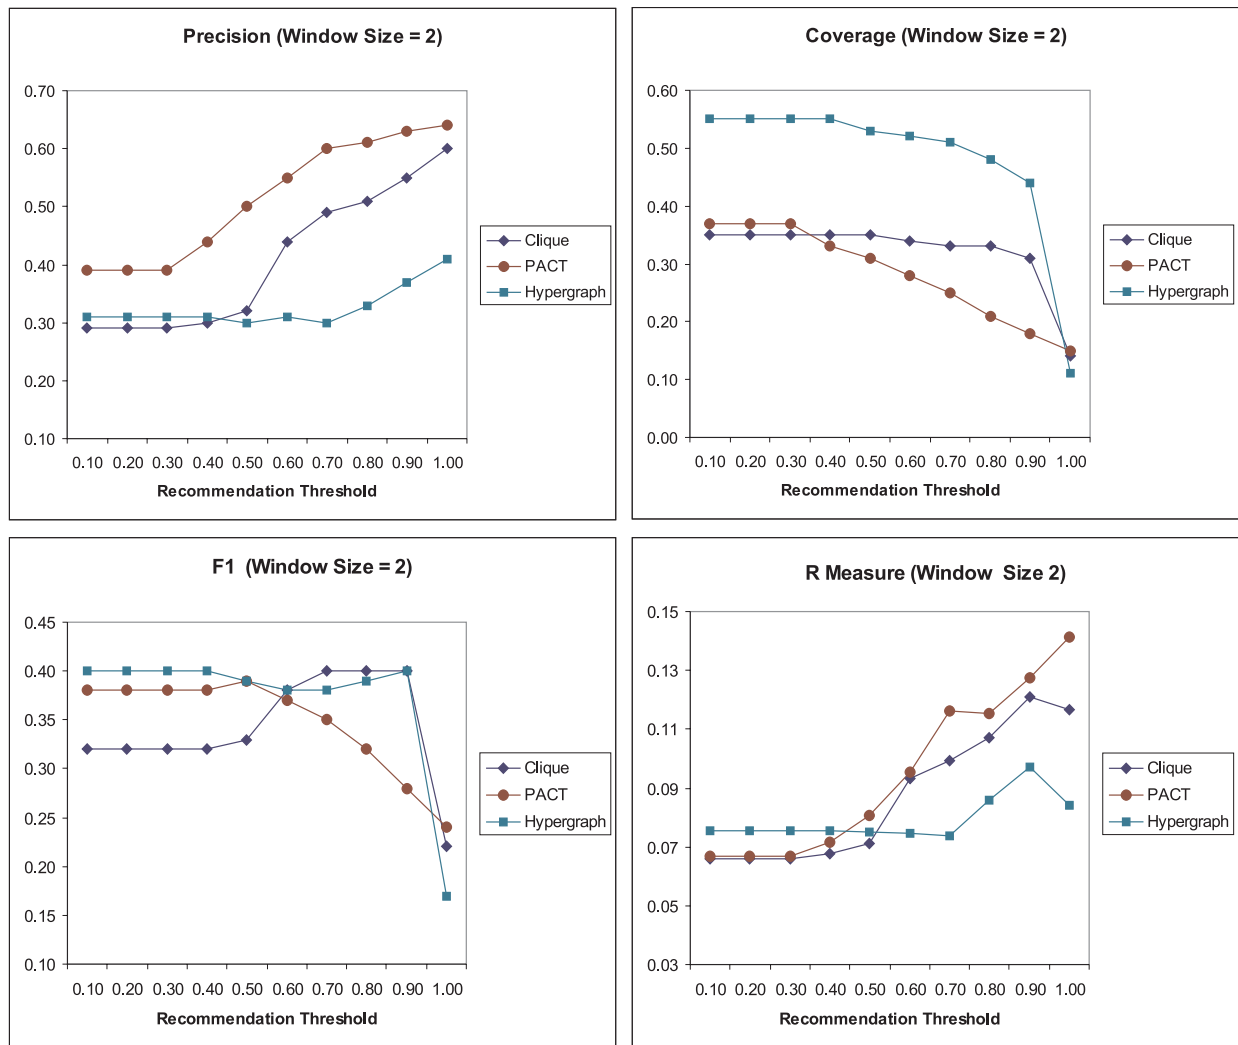 Precision (Window Size = 2)
0.70
0.60
0.50
0.40
0.30
0.20
0.10
0.10 0.20 0.30 0.40 0.50 0.60 0.70 0.80 0.90 1.00
Recommendation Threshold
Clique
PACT
Hypergraph
Coverage (Window Size = 2)
0.60
0.50
0.40
0.30
0.20
0.10
0.00
0.10 0.20 0.30 0.40 0.50 0.60 0.70 0.80 0.90 1.00
Recommendation Threshold
Clique
PACT
Hypergraph
F1 (Window Size = 2)
0.45
0.40
0.35
0.30
0.25
0.20
0.15
0.10
0.10 0.20 0.30 0.40 0.50 0.60 0.70 0.80 0.90 1.00
Recommendation Threshold
Clique
PACT
Hypergraph
R Measure (Window Size 2)
0.15
0.13
0.11
0.09
0.07
0.05
0.03
0.10 0.20 0.30 0.40 0.50 0.60 0.70 0.80 0.90 1.00
Recommendation Threshold
Clique
PACT
Hypergraph